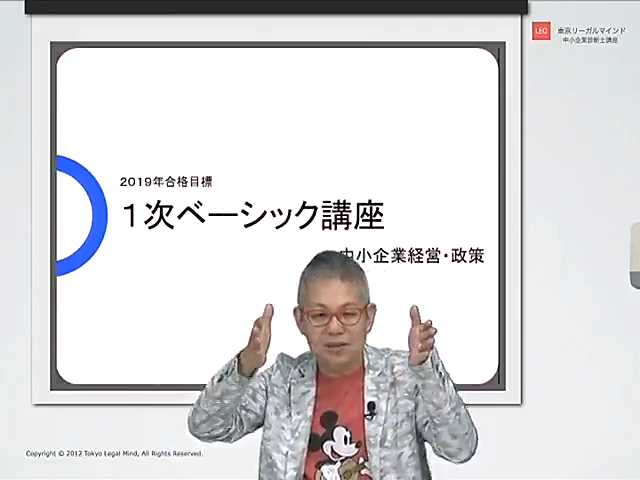 LEC 東京リーガルマインド
中小企業診断士講座
2019年合格目標
1次ベーシック講座
中小企業経営・政策
Copyright © 2012 Tokyo Legal Mind, All Rights Reserved.